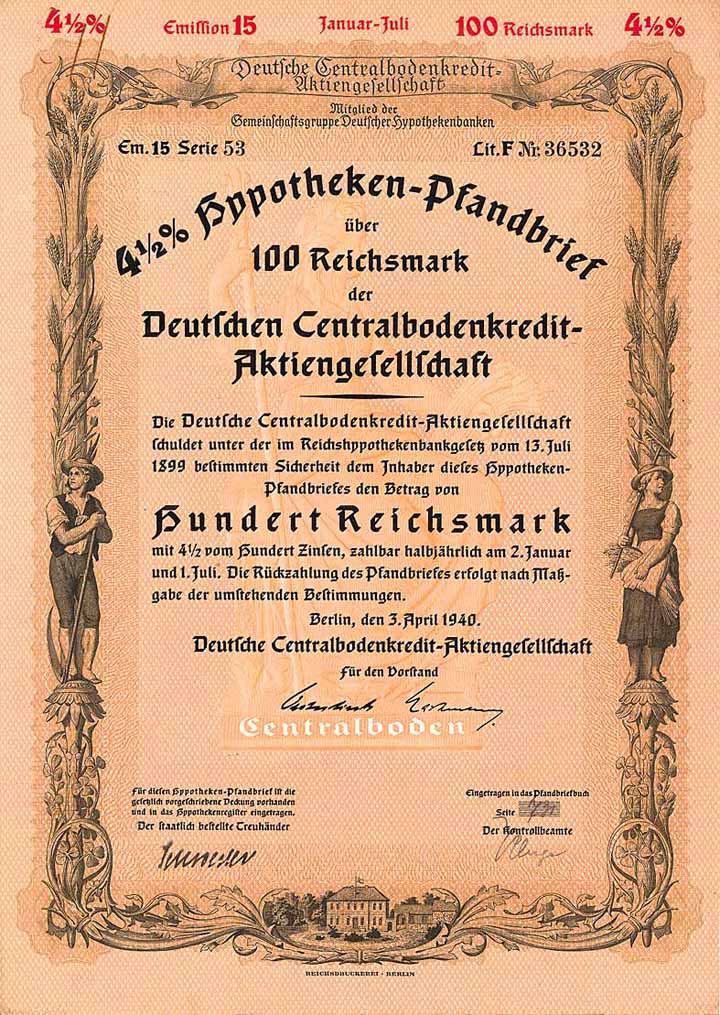 4½% Emission 15 Januar-Juli 100 Reichsmark 4½%
Deutsche Centralbodenkredit-
Aktiengesellschaft
Mitglied der
Gemeinschaftsgruppe Deutscher Hypothekenbanken
Em. 15 Serie 53 Lit. F Nr. 36532
4½% Hypotheken-Pfandbrief
über
100 Reichsmark
der
Deutschen Centralbodenkredit-
Aktiengesellschaft
Die Deutsche Centralbodenkredit-Aktiengesellschaft
schuldet unter der im Reichshypothekenbankgesetz vom 13. Juli
1899 bestimmten Sicherheit dem Inhaber dieses Hypotheken-
Pfandbriefes den Betrag von
Hundert Reichsmark
mit 4½ vom Hundert Zinsen, zahlbar halbjährlich am 2. Januar
und 1. Juli. Die Rückzahlung des Pfandbriefes erfolgt nach Maß-
gabe der umstehenden Bestimmungen.
Berlin, den 3. April 1940.
Deutsche Centralbodenkredit-Aktiengesellschaft
Für den Vorstand
Centralboden
Für diesen Hypotheken-Pfandbrief ist die
gesetzlich vorgeschriebene Deckung vorhanden
und in das Hypothekenregister eingetragen.
Der staatlich bestellte Treuhänder
Eingetragen in das Pfandbriefbuch
Seite
Der Kontrollbeamte
REICHSDRUCKEREI · BERLIN